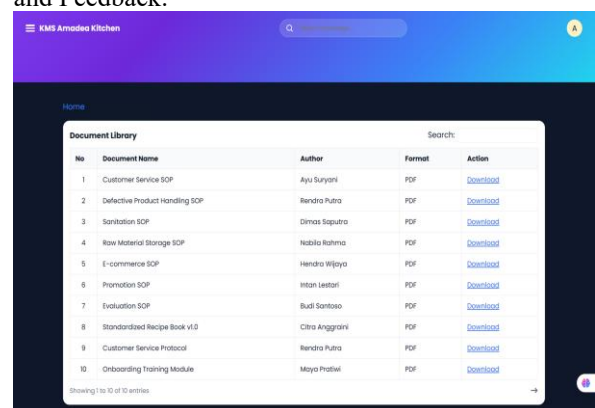 and Feedback.
KMS Amadea Kitchen
A
Home
Document Library Search:
No Document Name Author Format Action
1 Customer Service SOP Ayu Suryani PDF Download
2 Defective Product Handling SOP Rendra Putra PDF Download
3 Sanitation SOP Dimas Saputra PDF Download
4 Raw Material Storage SOP Nabila Rahma PDF Download
5 E-commerce SOP Hendra Wijaya PDF Download
6 Promotion SOP Intan Lestari PDF Download
7 Evaluation SOP Budi Santoso PDF Download
8 Standardized Recipe Book v1.0 Citra Anggraini PDF Download
9 Customer Service Protocol Rendra Putra PDF Download
10 Onboarding Training Module Maya Pratiwi PDF Download
Showing 1 to 10 of 10 entries